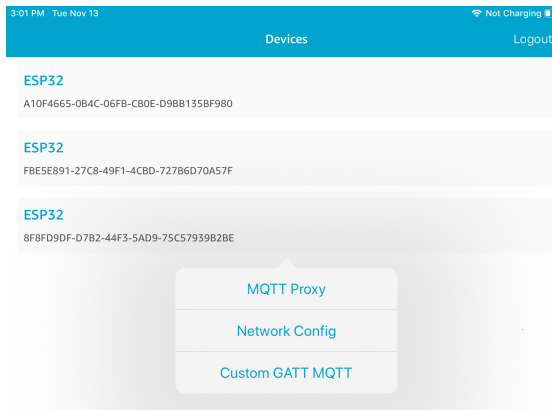 3:01 PM Tue Nov 13 Not Charging
Devices Logout
ESP32
A10F4665-0B4C-06FB-CB0E-D9BB135BF980
ESP32
FBE5E891-27C8-49F1-4CBD-727B6D70A57F
ESP32
8F8FD9DF-D7B2-44F3-5AD9-75C57939B2BE
MQTT Proxy
Network Config
Custom GATT MQTT